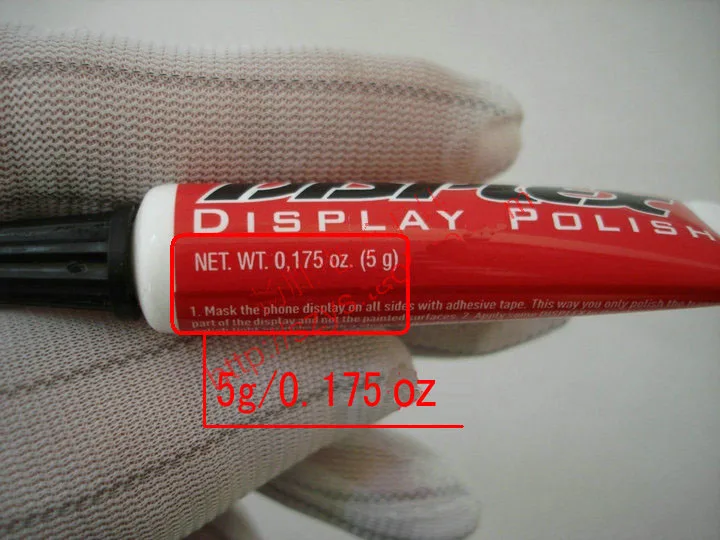 DISPLAY POLISH
NET. WT. 0,175 oz. (5 g)
1. Mask the phone display on all sides with adhesive tape. This way you only polish the
part of the display and not the painted surfaces. 2. Apply some
5g/0.175 oz